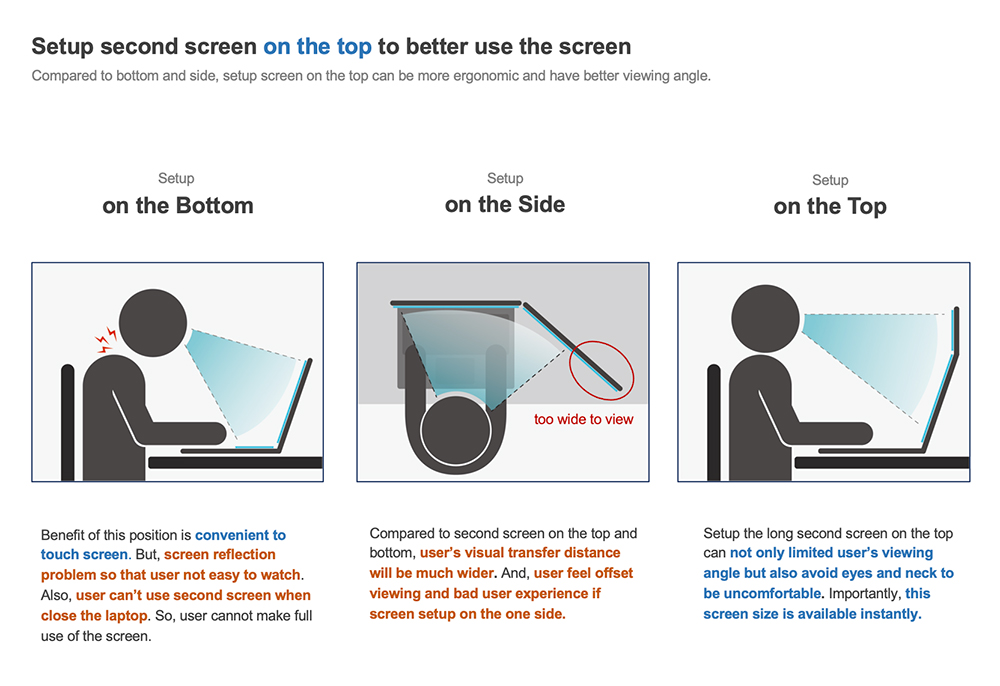 Setup second screen on the top to better use the screen
Compared to bottom and side, setup screen on the top can be more ergonomic and have better viewing angle.
Setup
on the Bottom
Setup
on the Side
Setup
on the Top
too wide to view
Benefit of this position is convenient to
touch screen. But, screen reflection
problem so that user not easy to watch.
Also, user can’t use second screen when
close the laptop. So, user cannot make full
use of the screen.
Compared to second screen on the top and
bottom, user’s visual transfer distance
will be much wider. And, user feel offset
viewing and bad user experience if
screen setup on the one side.
Setup the long second screen on the top
can not only limited user’s viewing
angle but also avoid eyes and neck to
be uncomfortable. Importantly, this
screen size is available instantly.